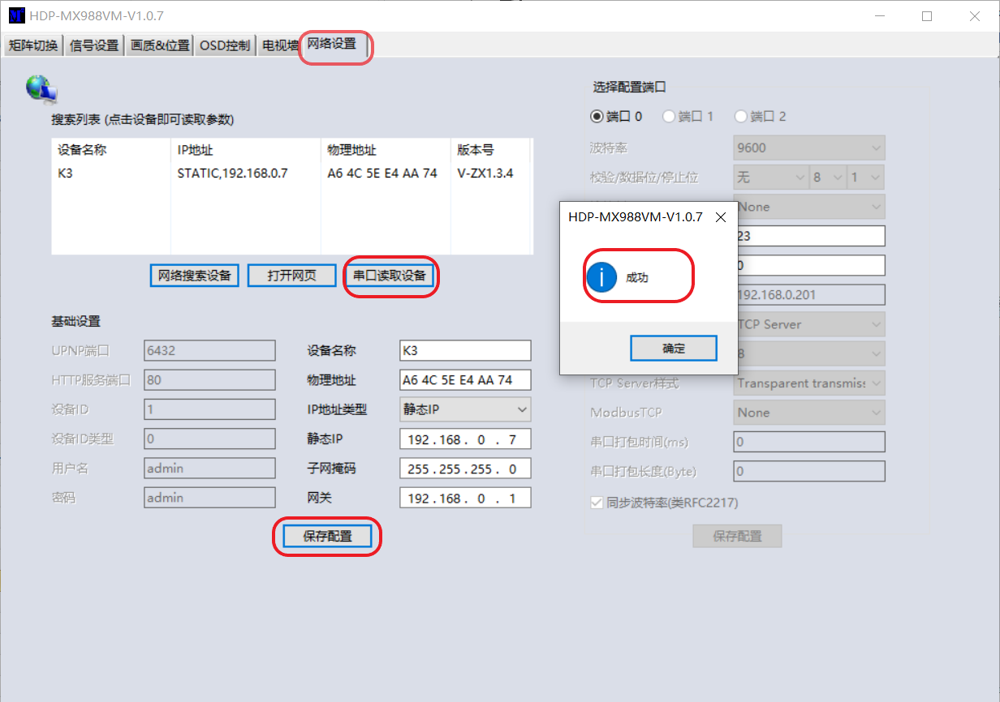 HDP-MX988VM-V1.0.7
矩阵切换 信号设置 画质&位置 OSD控制 电视墙 网络设置
搜索列表 (点击设备即可读取参数)
设备名称 IP地址 物理地址 版本号
K3 STATIC,192.168.0.7 A6 4C 5E E4 AA 74 V-ZX1.3.4
网络搜索设备 打开网页 串口读取设备
基础设置
UPNP端口 6432 设备名称 K3
HTTP服务端口 80 物理地址 A6 4C 5E E4 AA 74
设备ID 1 IP地址类型 静态IP
设备ID类型 0 静态IP 192.168. 0 . 7
用户名 admin 子网掩码 255.255.255. 0
密码 admin 网关 192.168. 0 . 1
保存配置
选择配置端口
端口 0 端口 1 端口 2
波特率 9600
校验/数据位/停止位 无 8 1
None
23
0
192.168.0.201
TCP Server
8
TCP Server样式 Transparent transmiss
ModbusTCP None
串口打包时间(ms) 0
串口打包长度(Byte) 0
同步波特率(类RFC2217)
保存配置
HDP-MX988VM-V1.0.7
成功
确定